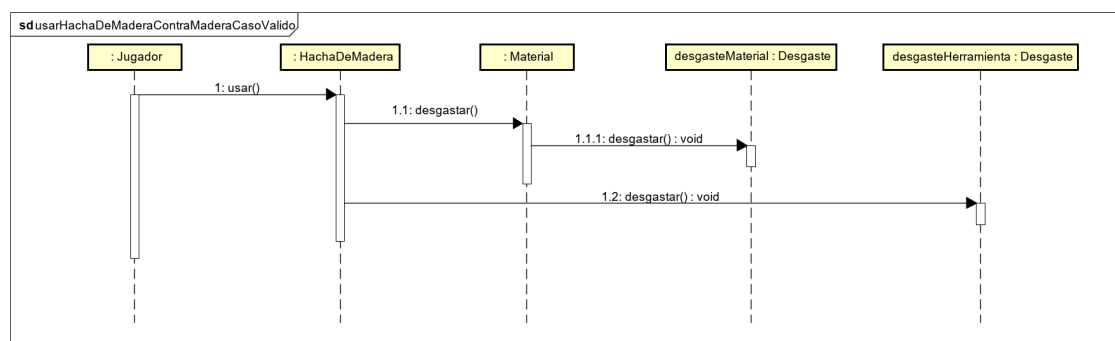 sd usarHachaDeMaderaContraMaderaCasoValido
: Jugador
: HachaDeMadera
: Material
desgasteMaterial : Desgaste
desgasteHerramienta : Desgaste
1: usar()
1.1: desgastar()
1.1.1: desgastar() : void
1.2: desgastar() : void